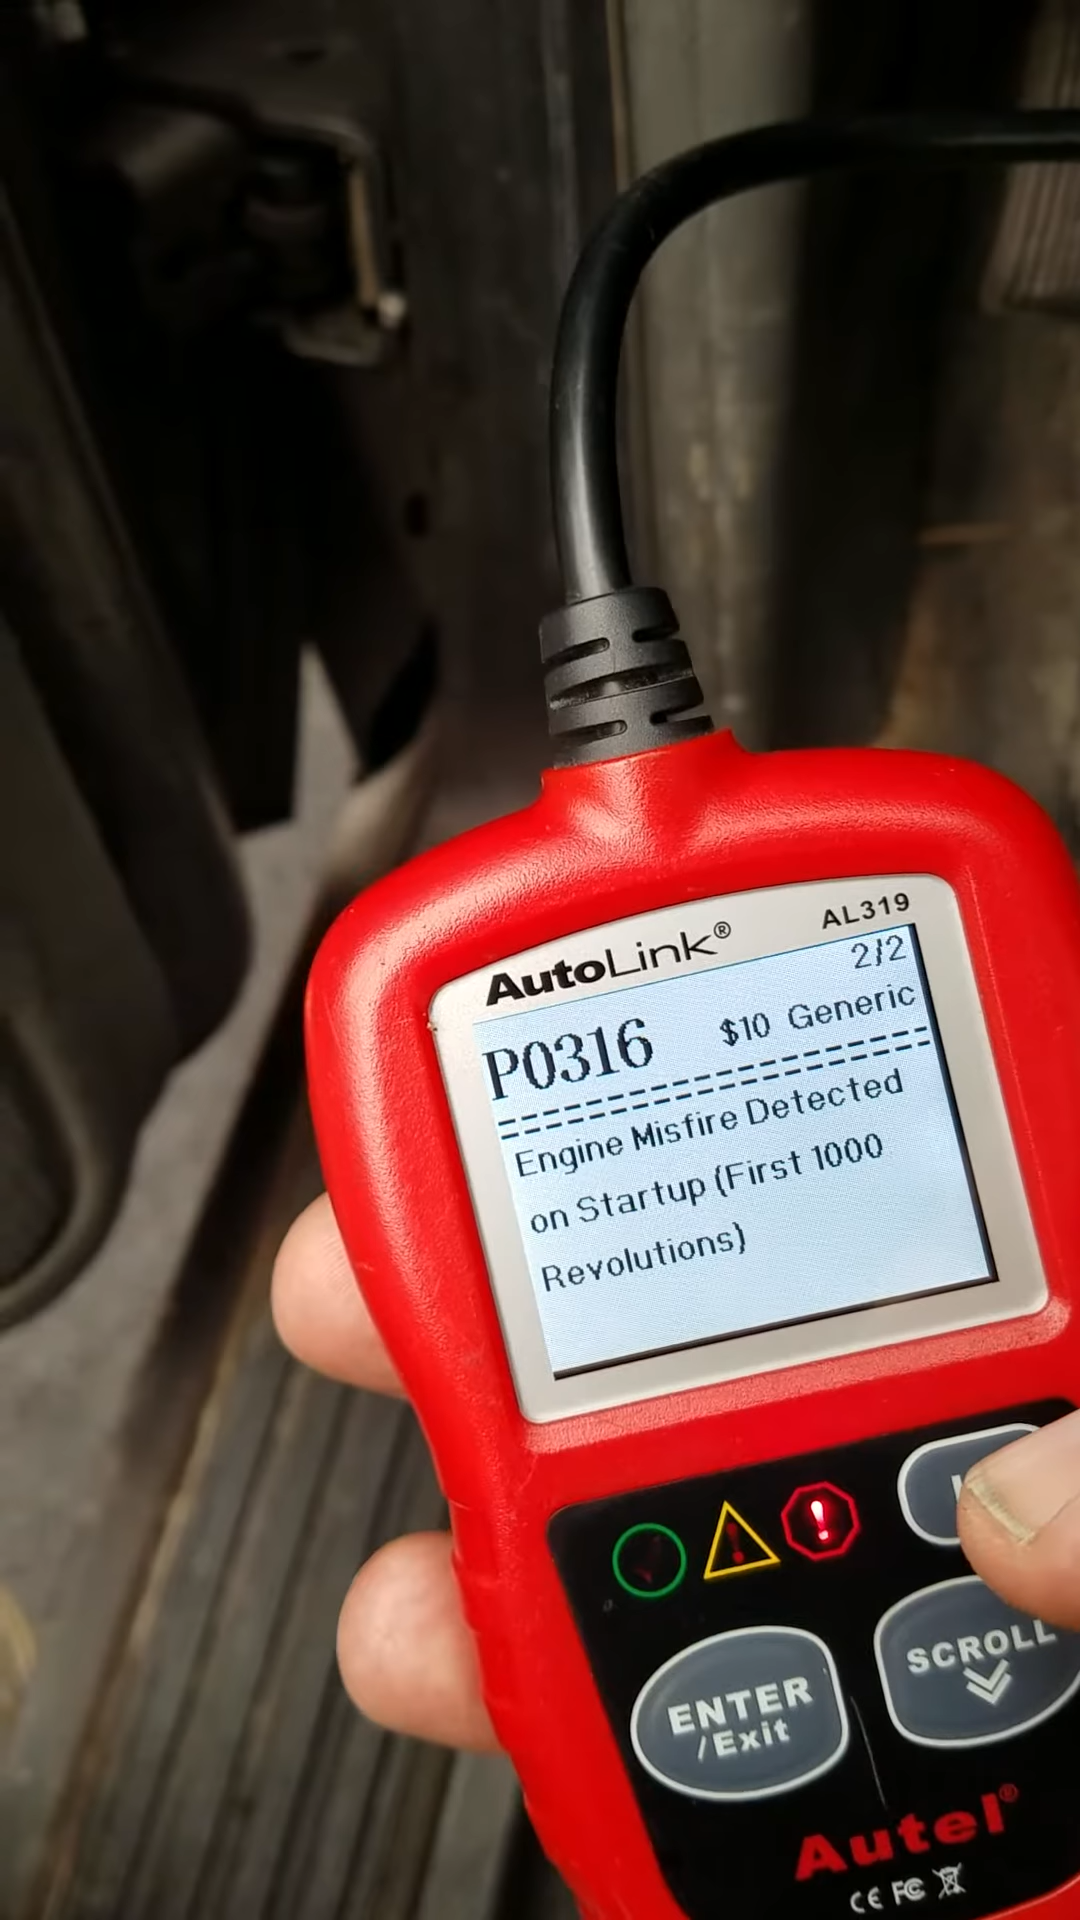 AutoLink® AL319
2/2
P0316 $10 Generic
====================
Engine Misfire Detected
on Startup (First 1000
Revolutions)
SCROLL
ENTER
/Exit
Autel®
CE FC